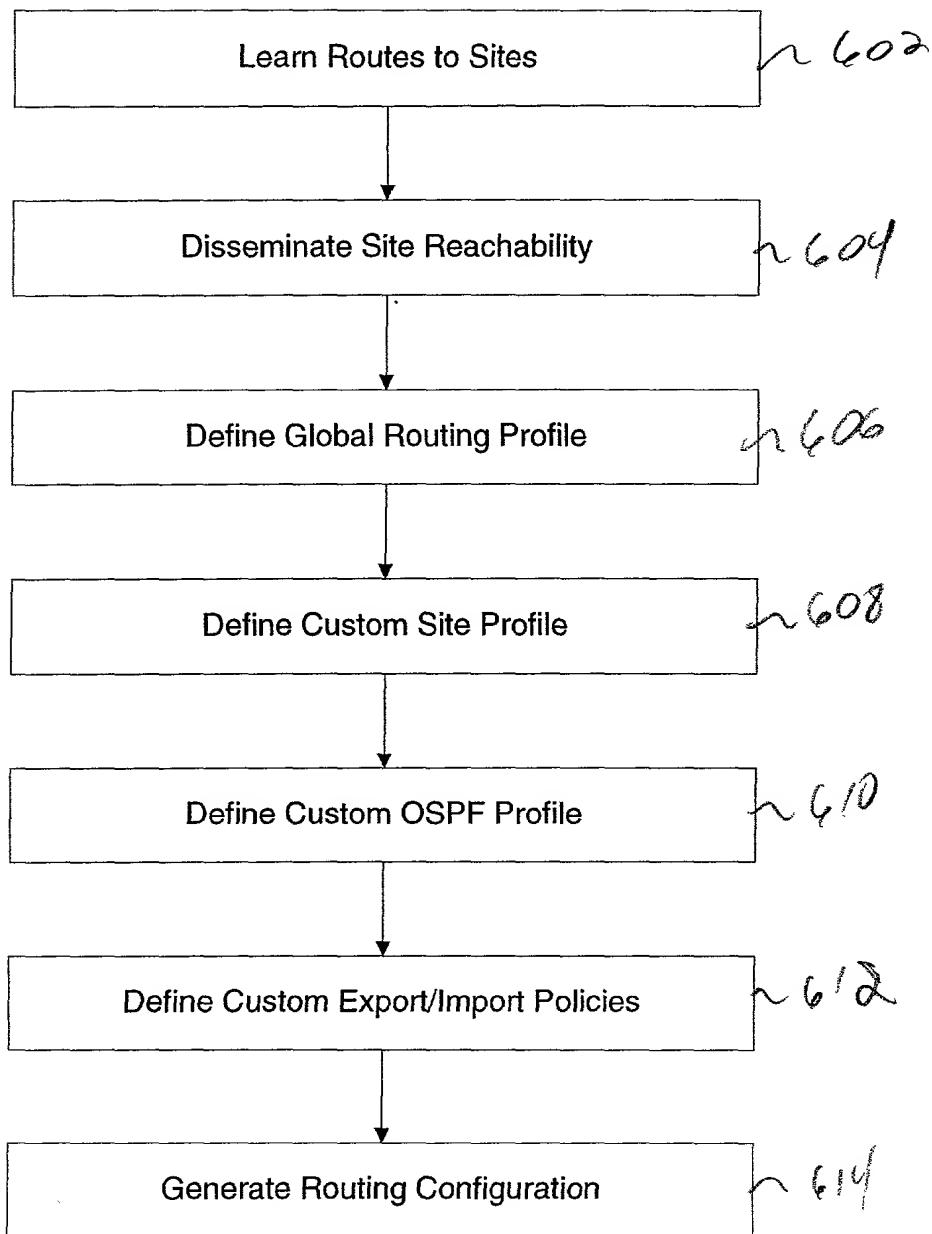 Learn Routes to Sites 602
Disseminate Site Reachability 604
Define Global Routing Profile 606
Define Custom Site Profile 608
Define Custom OSPF Profile 610
Define Custom Export/Import Policies 612
Generate Routing Configuration 614